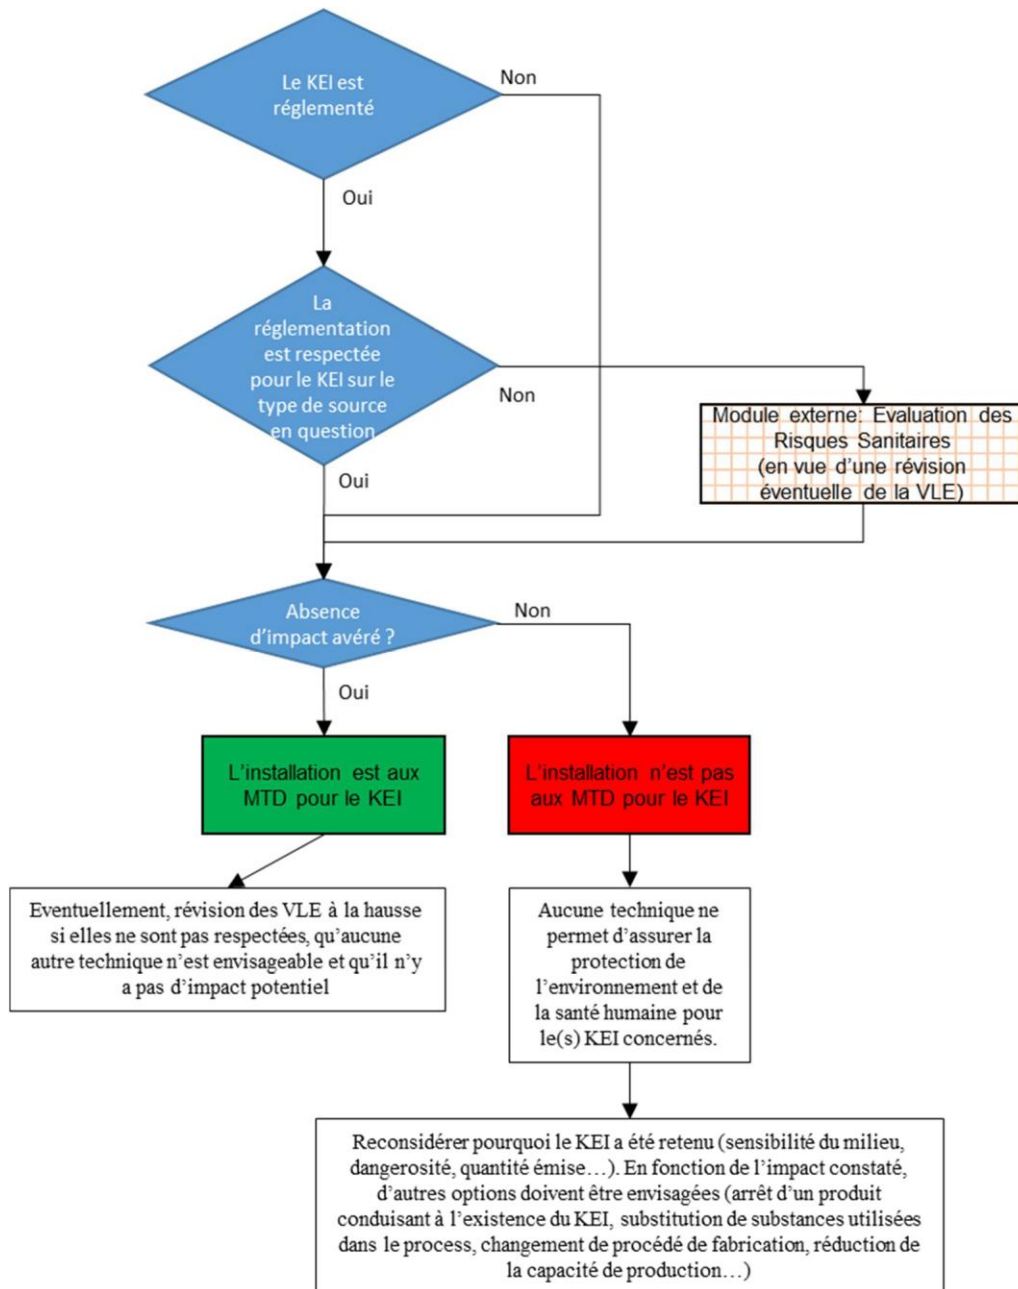 Le KEI est
réglementé
Non
Oui
La
réglementation
est respectée
pour le KEI sur le
type de source
en question
Non
Oui
Module externe: Evaluation des
Risques Sanitaires
(en vue d'une révision
éventuelle de la VLE)
Absence
d'impact avéré ?
Non
Oui
L'installation est aux
MTD pour le KEI
L'installation n'est pas
aux MTD pour le KEI
Eventuellement, révision des VLE à la hausse
si elles ne sont pas respectées, qu'aucune
autre technique n'est envisageable et qu'il n'y
a pas d'impact potentiel
Aucune technique ne
permet d'assurer la
protection de
l'environnement et de
la santé humaine pour
le(s) KEI concernés.
Reconsidérer pourquoi le KEI a été retenu (sensibilité du milieu,
dangerosité, quantité émise…). En fonction de l'impact constaté,
d'autres options doivent être envisagées (arrêt d'un produit
conduisant à l'existence du KEI, substitution de substances utilisées
dans le process, changement de procédé de fabrication, réduction de
la capacité de production…)